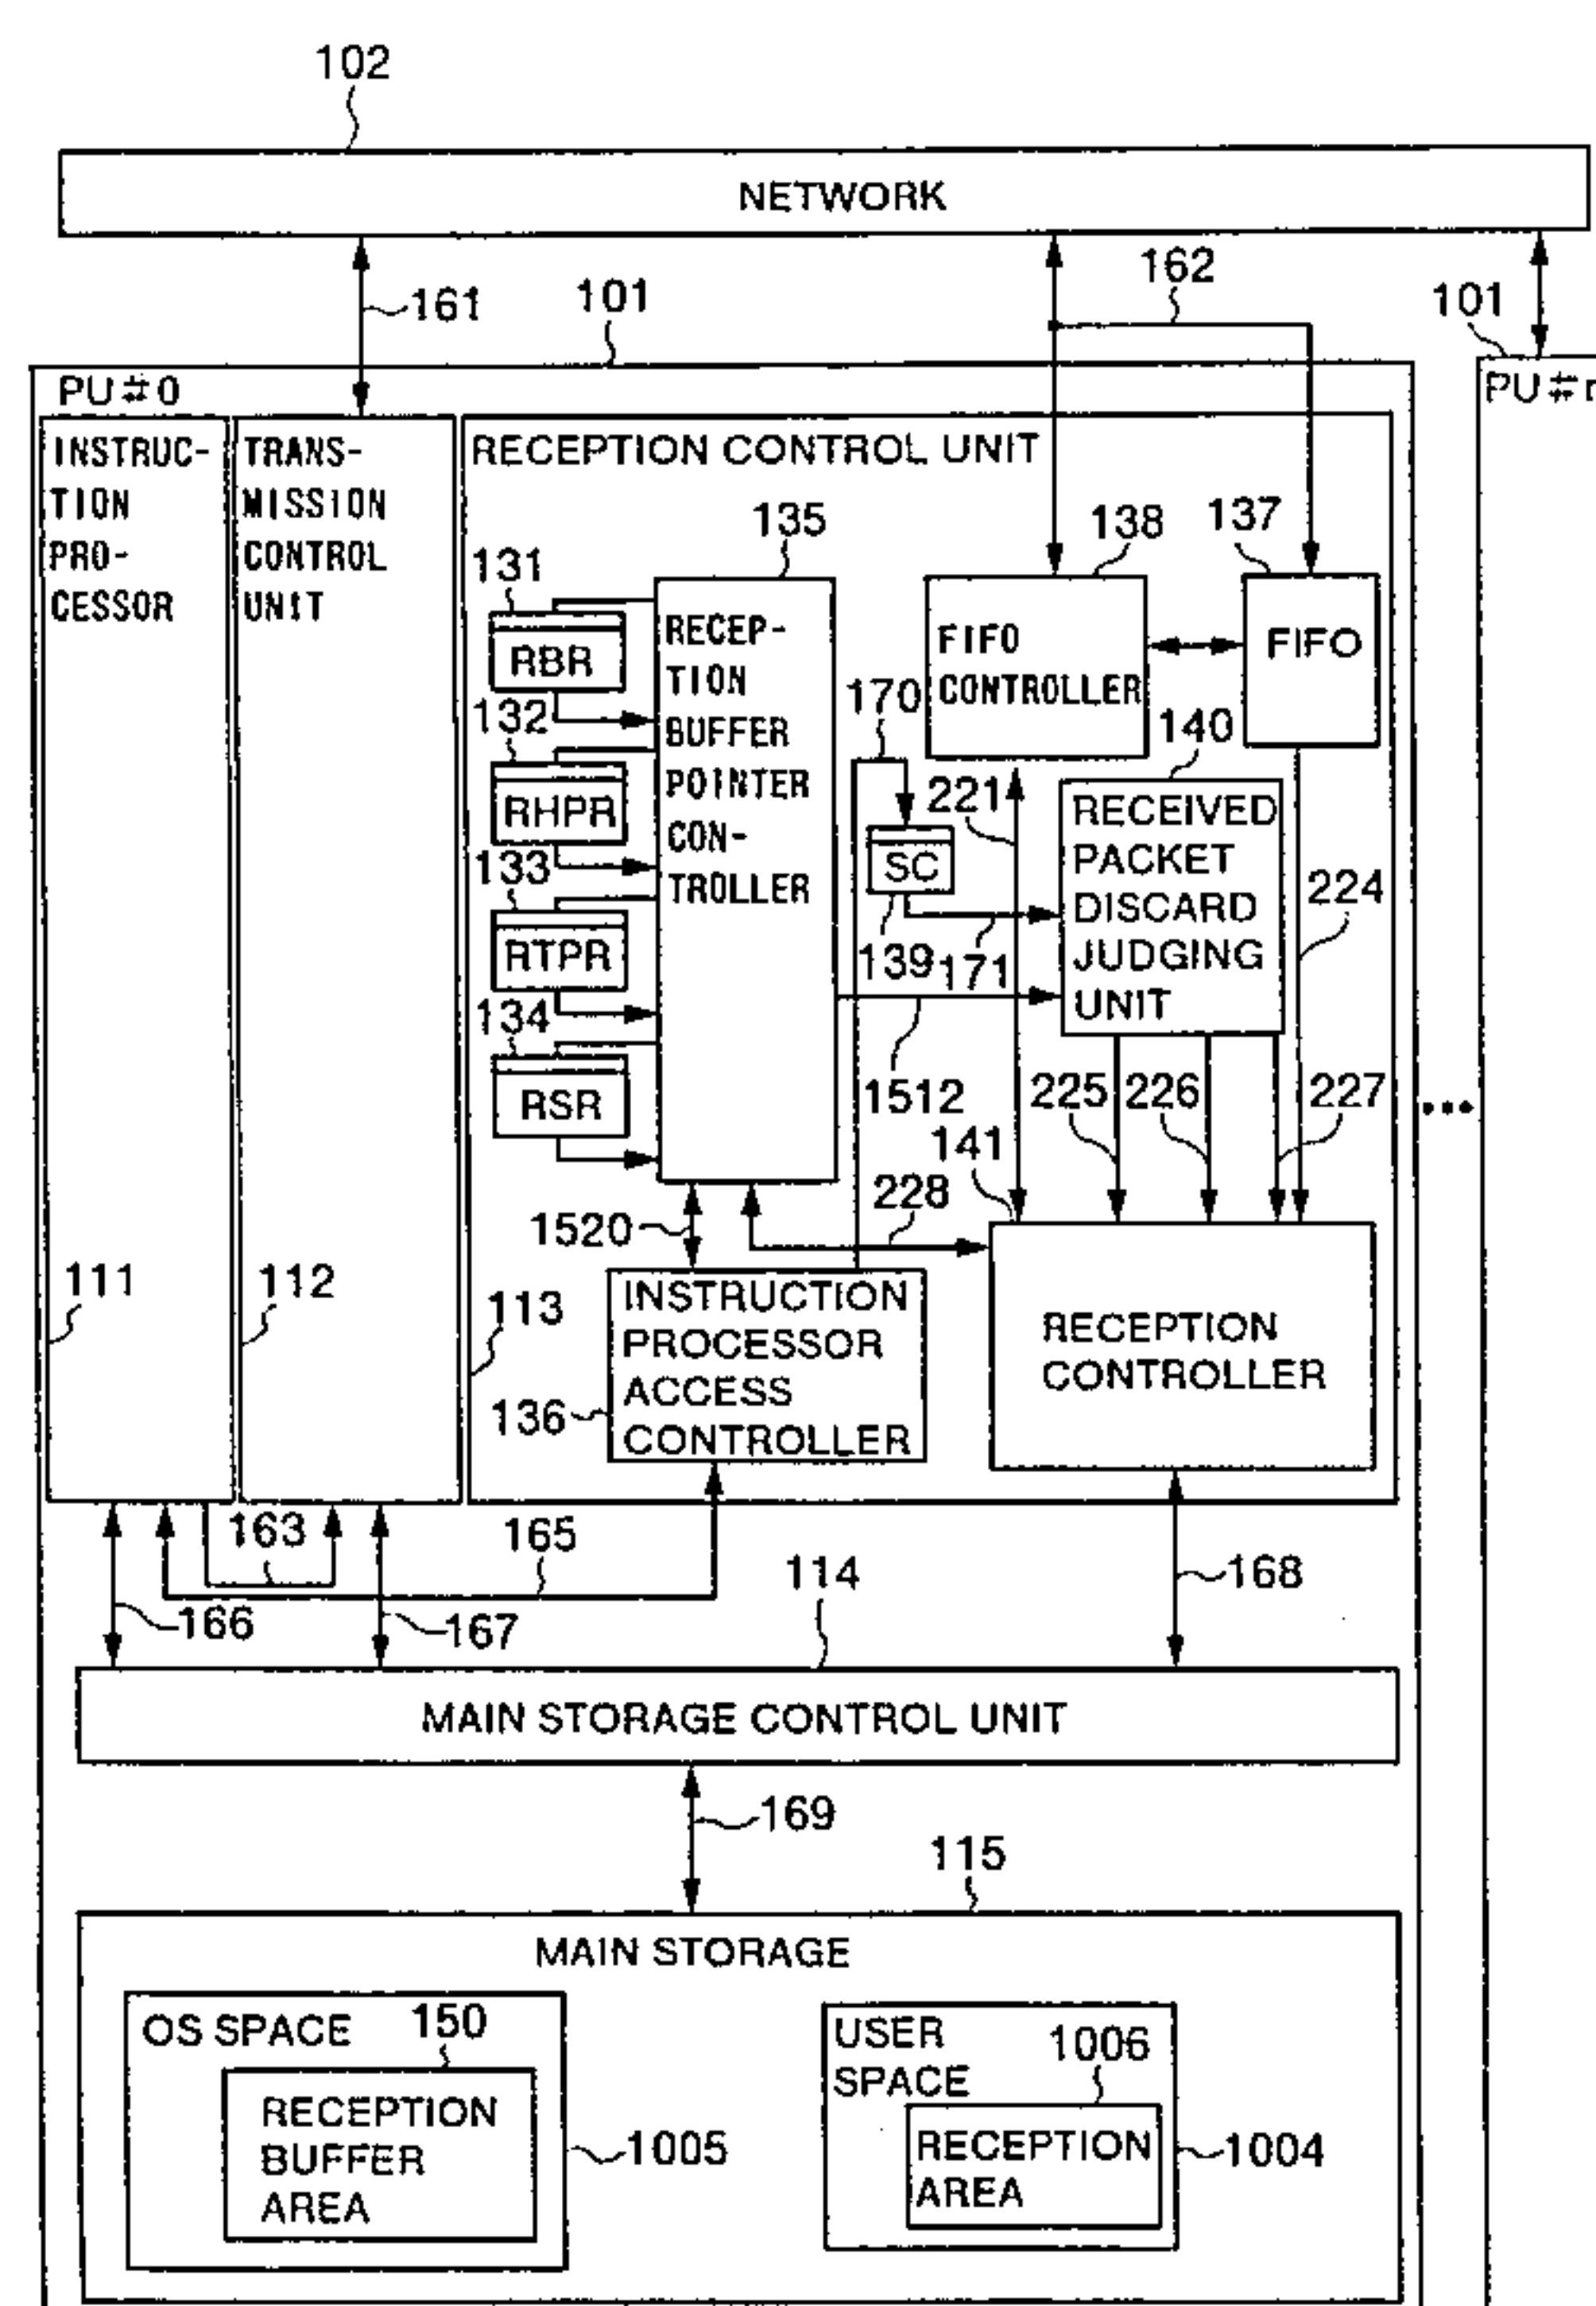 102
NETWORK
161
101
162
101
PU#0
PU#
INSTRUC-
TION
PRO-
CESSOR
TRANS-
MISSION
CONTROL
UNIT
RECEPTION CONTROL UNIT
135
138
137
131
RBR
132
RHPR
133
RTPR
134
RSR
RECEP-
TION
BUFFER
POINTER
CON-
TROLLER
FIFO
CONTROLLER
FIFO
170
140
221
SC
139
171
RECEIVED
PACKET
DISCARD
JUDGING
UNIT
224
1512
225
226
227
141
228
1520
111
112
113
INSTRUCTION
PROCESSOR
ACCESS
CONTROLLER
136
RECEPTION
CONTROLLER
163
165
114
168
166
167
MAIN STORAGE CONTROL UNIT
169
115
MAIN STORAGE
OS SPACE
150
RECEPTION
BUFFER
AREA
1005
USER
SPACE
1006
RECEPTION
AREA
1004